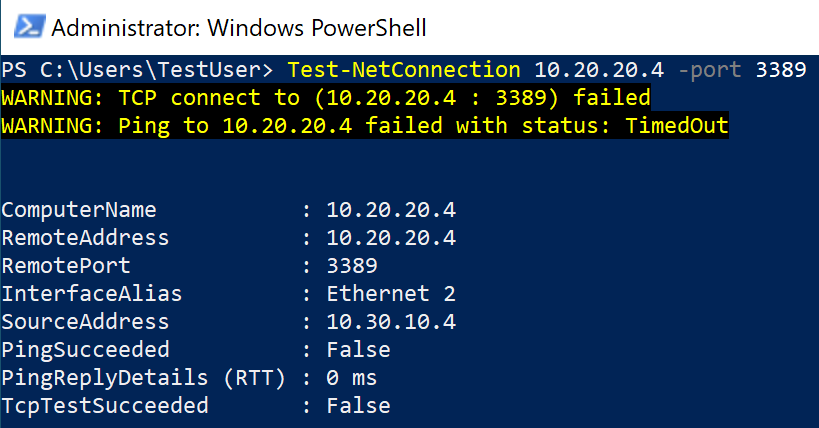 Administrator: Windows PowerShell
PS C:\Users\TestUser> Test-NetConnection 10.20.20.4 -port 3389
WARNING: TCP connect to (10.20.20.4 : 3389) failed
WARNING: Ping to 10.20.20.4 failed with status: TimedOut
ComputerName           : 10.20.20.4
RemoteAddress          : 10.20.20.4
RemotePort             : 3389
InterfaceAlias         : Ethernet 2
SourceAddress          : 10.30.10.4
PingSucceeded          : False
PingReplyDetails (RTT) : 0 ms
TcpTestSucceeded       : False